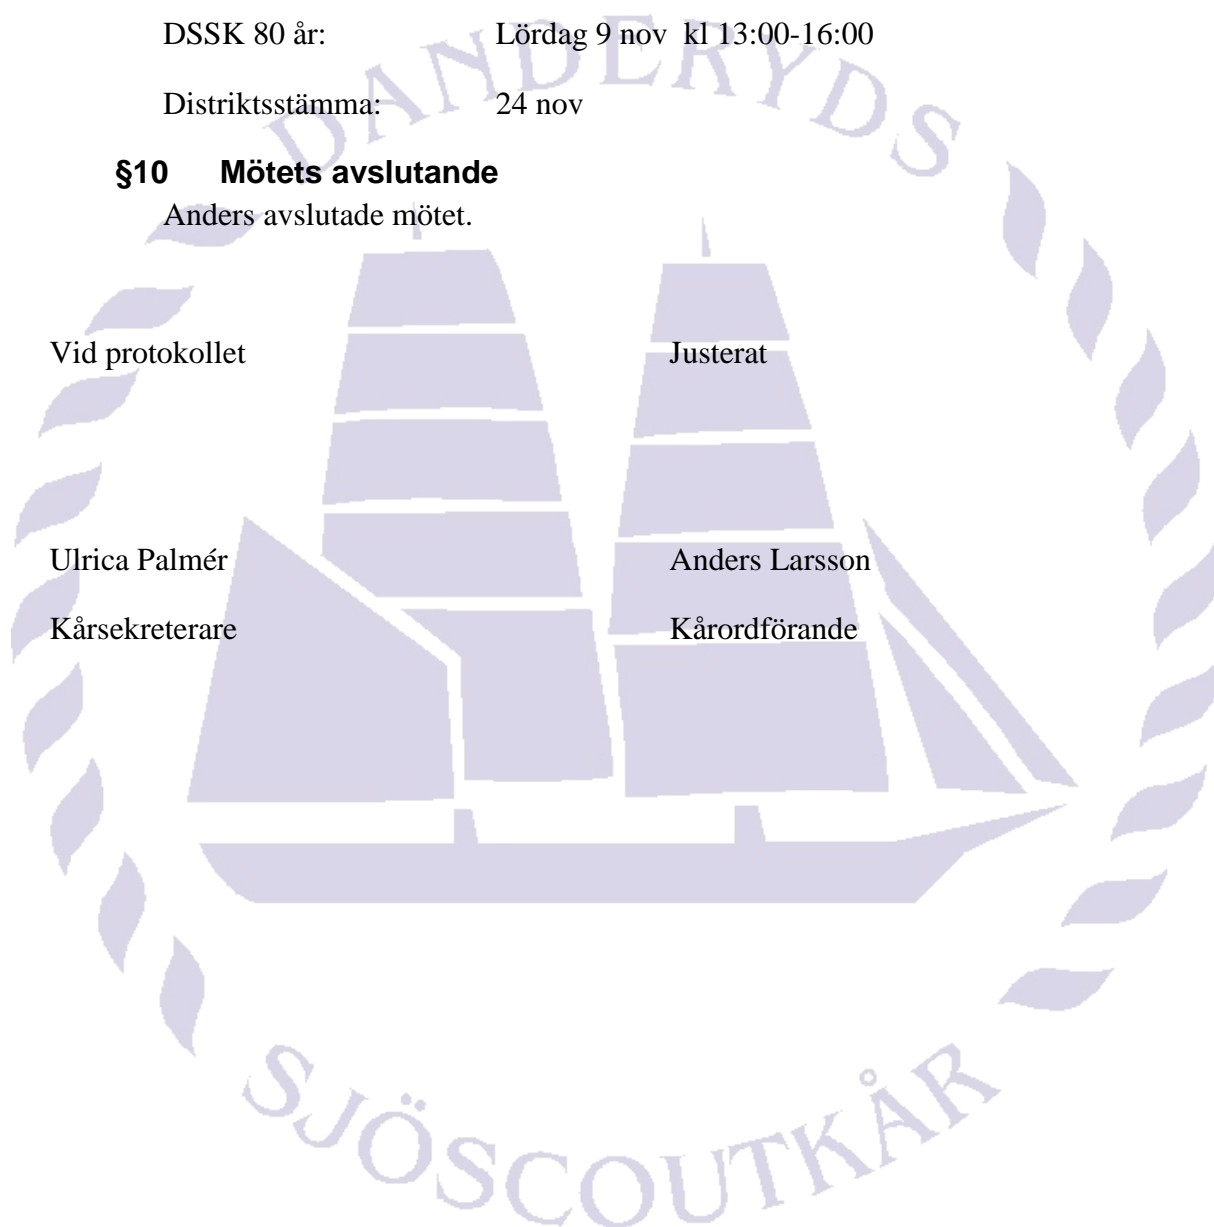 DSSK 80 år: Lördag 9 nov kl 13:00-16:00
Distriktsstämma: 24 nov
§10 Mötets avslutande
Anders avslutade mötet.
Vid protokollet Justerat
Ulrica Palmér Anders Larsson
Kårsekreterare Kårordförande
DANDERYDS
SJÖSCOUTKÅR